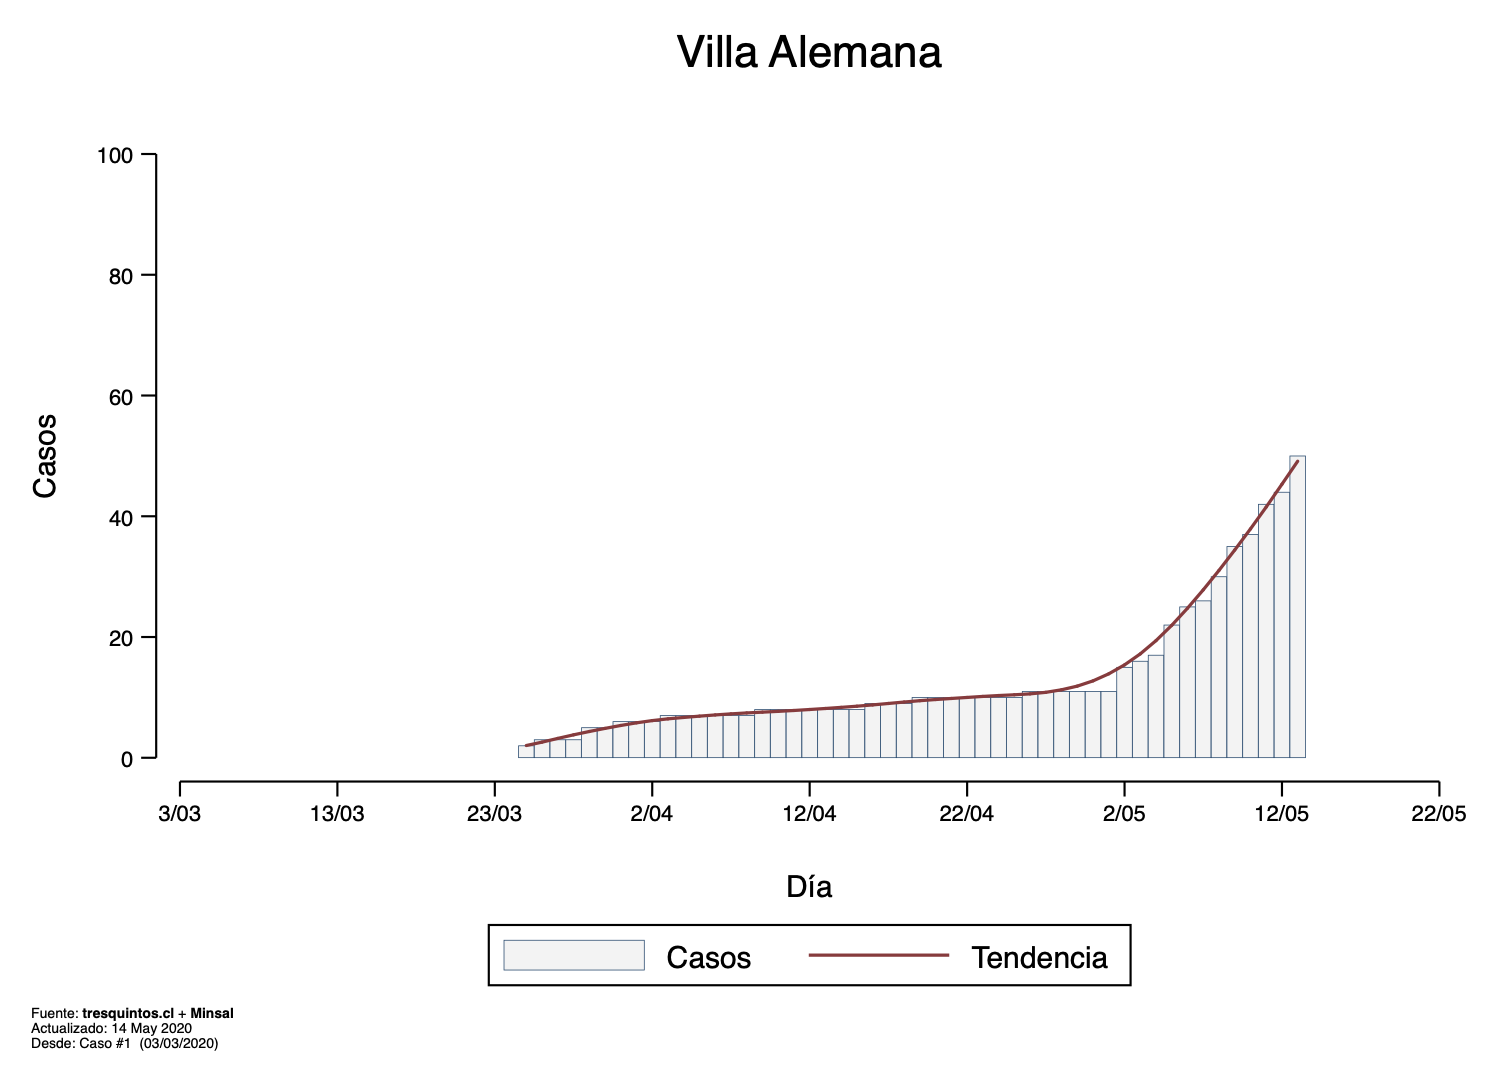 Villa Alemana
100
80
60
40
20
0
Casos
3/03 13/03 23/03 2/04 12/04 22/04 2/05 12/05 22/05
Día
Casos Tendencia
Fuente: tresquintos.cl + Minsal
Actualizado: 14 May 2020
Desde: Caso #1 (03/03/2020)